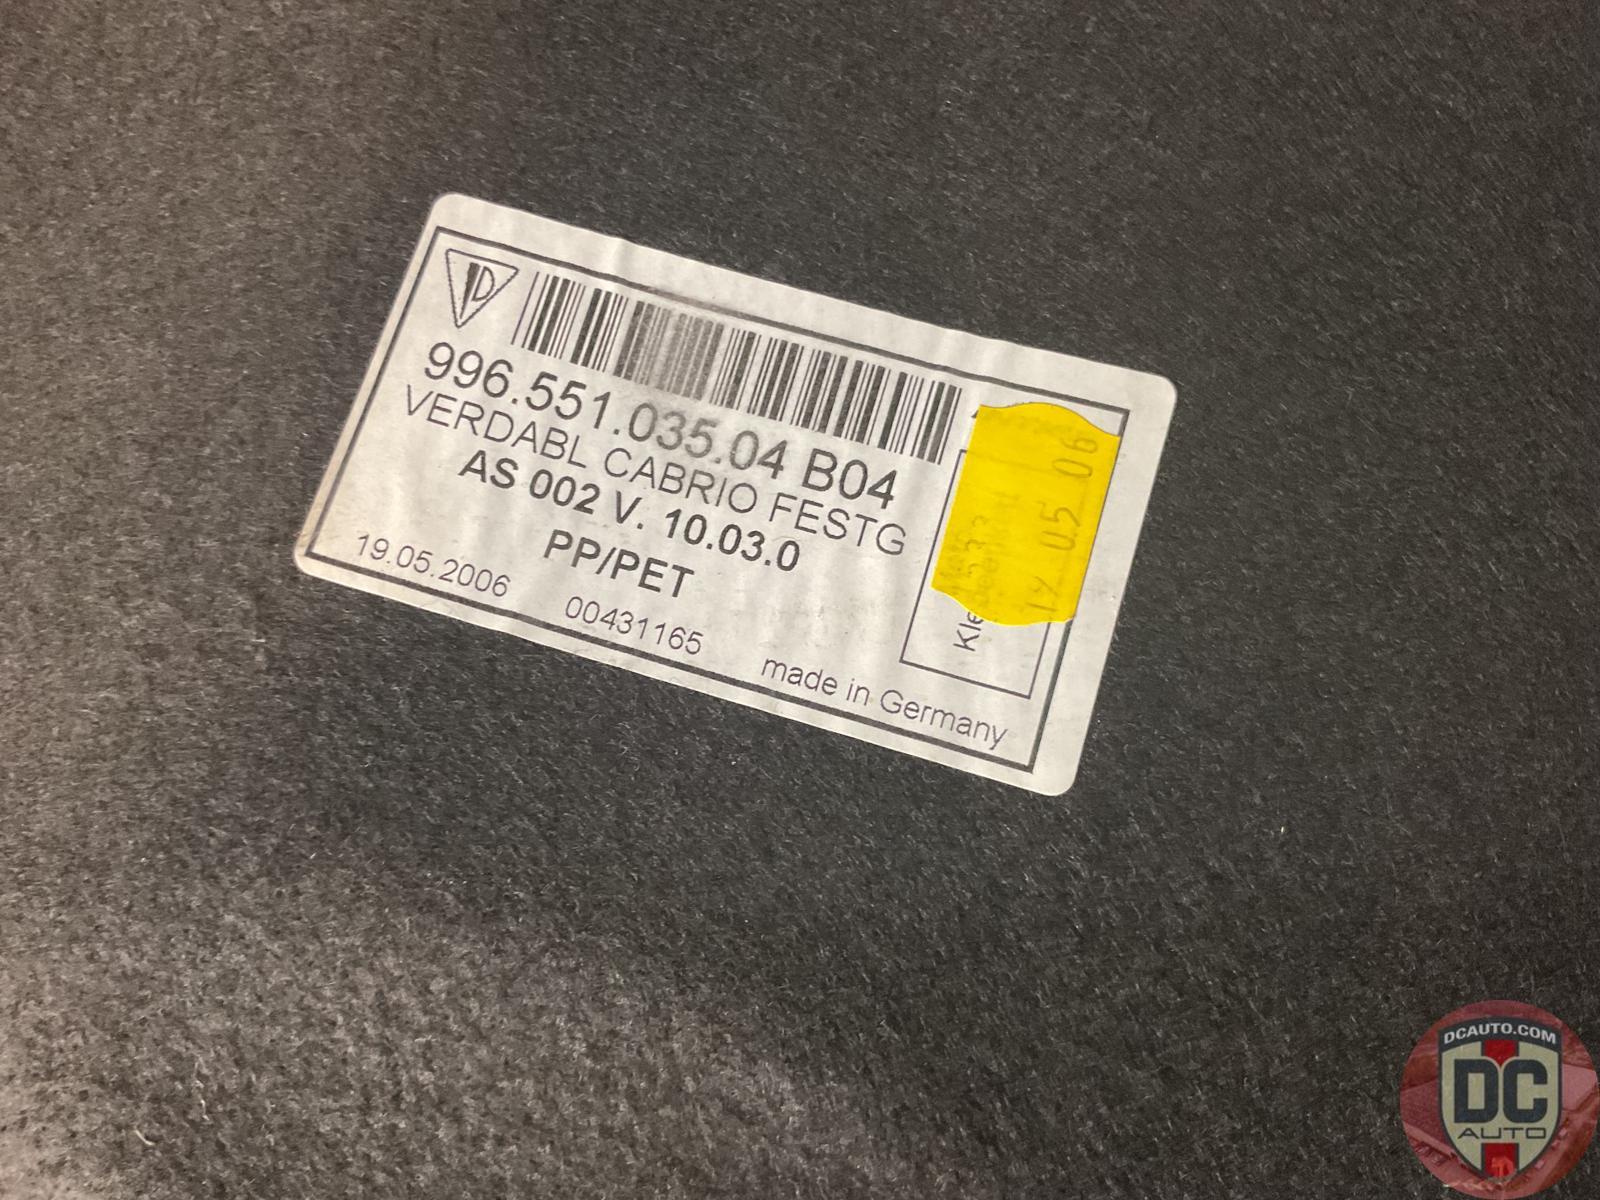 996.551.035.04 B04
VERDABL CABRIO FESTG
AS 002 V. 10.03.0
PP/PET
19.05.2006 00431165 made in Germany
05 06
DCAUTO.COM
DC
AUTO